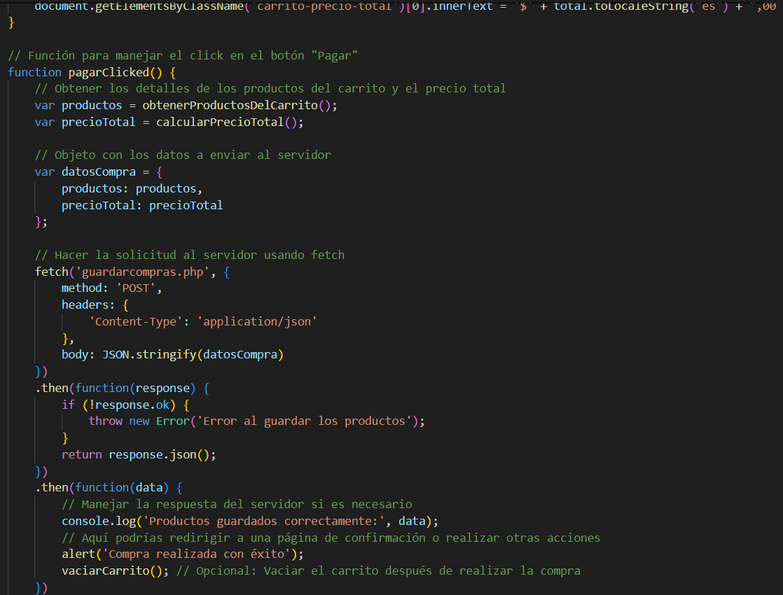 document.getElementsByClassName('carrito-precio-total')[0].innerText = '$' + total.toLocaleString("es") + ",00
}
// Función para manejar el click en el botón "Pagar"
function pagarClicked() {
// Obtener los detalles de los productos del carrito y el precio total
var productos = obtenerProductosDelCarrito();
var precioTotal = calcularPrecioTotal();
// Objeto con los datos a enviar al servidor
var datosCompra = {
productos: productos,
precioTotal: precioTotal
};
// Hacer la solicitud al servidor usando fetch
fetch('guardarcompras.php', {
method: 'POST',
headers: {
'Content-Type': 'application/json'
},
body: JSON.stringify(datosCompra)
})
.then(function(response) {
if (!response.ok) {
throw new Error('Error al guardar los productos');
}
return response.json();
})
.then(function(data) {
// Manejar la respuesta del servidor si es necesario
console.log('Productos guardados correctamente:', data);
// Aquí podrías redirigir a una página de confirmación o realizar otras acciones
alert('Compra realizada con éxito');
vaciarCarrito(); // Opcional: Vaciar el carrito después de realizar la compra
})